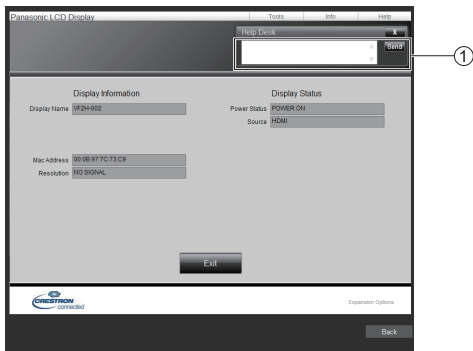 Panasonic LCD Display
Tools Info Help
Help Desk X
Send
1
Display Information Display Status
Display Name VF2H-002 Power Status POWER ON
Source HDMI
Mac Address 00:0B:97:7C:73:C9
Resolution NO SIGNAL
Exit
CRESTRON
connected
Expansion Options
Back